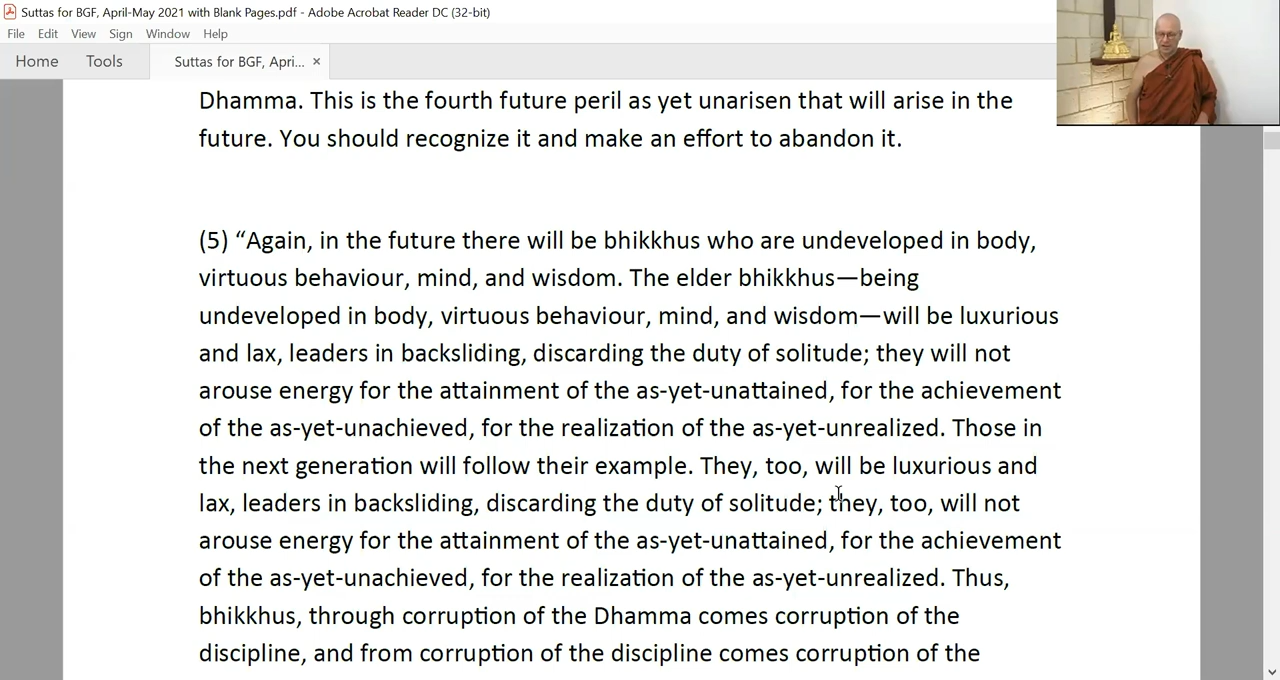 Suttas for BGF, April-May 2021 with Blank Pages.pdf - Adobe Acrobat Reader DC (32-bit)
File Edit View Sign Window Help
Home Tools Suttas for BGF, Apri... ×
Dhamma. This is the fourth future peril as yet unarisen that will arise in the
future. You should recognize it and make an effort to abandon it.
(5) “Again, in the future there will be bhikkhus who are undeveloped in body,
virtuous behaviour, mind, and wisdom. The elder bhikkhus—being
undeveloped in body, virtuous behaviour, mind, and wisdom—will be luxurious
and lax, leaders in backsliding, discarding the duty of solitude; they will not
arouse energy for the attainment of the as-yet-unattained, for the achievement
of the as-yet-unachieved, for the realization of the as-yet-unrealized. Those in
the next generation will follow their example. They, too, will be luxurious and
lax, leaders in backsliding, discarding the duty of solitude; they, too, will not
arouse energy for the attainment of the as-yet-unattained, for the achievement
of the as-yet-unachieved, for the realization of the as-yet-unrealized. Thus,
bhikkhus, through corruption of the Dhamma comes corruption of the
discipline, and from corruption of the discipline comes corruption of the